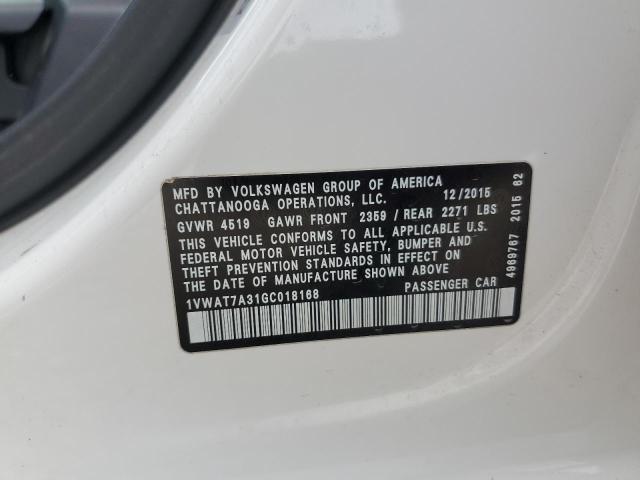 MFD BY VOLKSWAGEN GROUP OF AMERICA
CHATTANOOGA OPERATIONS, LLC. 12/2015
GVWR 4519 GAWR FRONT 2359 / REAR 2271 LBS
THIS VEHICLE CONFORMS TO ALL APPLICABLE U.S.
FEDERAL MOTOR VEHICLE SAFETY, BUMPER AND
THEFT PREVENTION STANDARDS IN EFFECT ON
THE DATE OF MANUFACTURE SHOWN ABOVE
1VWAT7A31GC018168 PASSENGER CAR
4969767 2015 62